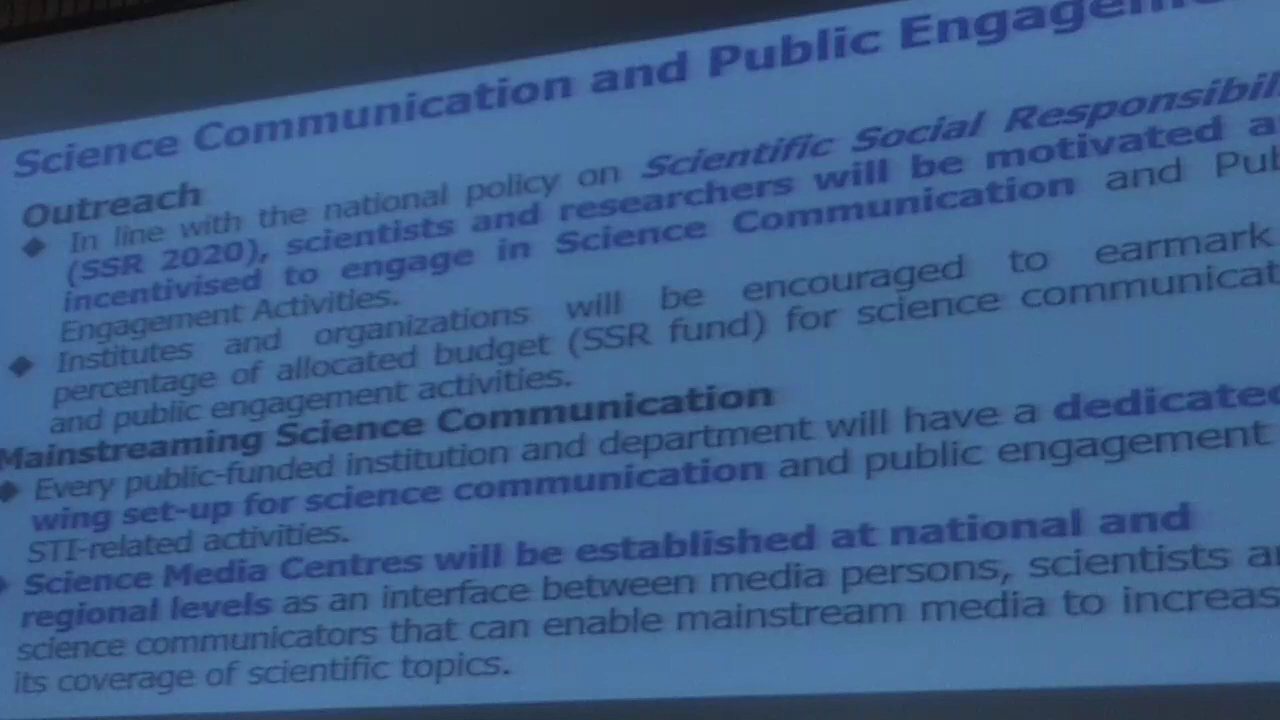 Science Communication and Public Engagem
Outreach
◆ In line with the national policy on Scientific Social Responsibil
(SSR 2020), scientists and researchers will be motivated a
incentivised to engage in Science Communication and Pub
Engagement Activities.
◆ Institutes and organizations will be encouraged to earmark
percentage of allocated budget (SSR fund) for science communicat
and public engagement activities.
Mainstreaming Science Communication
◆ Every public-funded institution and department will have a dedicated
wing set-up for science communication and public engagement
STI-related activities.
◆ Science Media Centres will be established at national and
regional levels as an interface between media persons, scientists a
science communicators that can enable mainstream media to increas
its coverage of scientific topics.